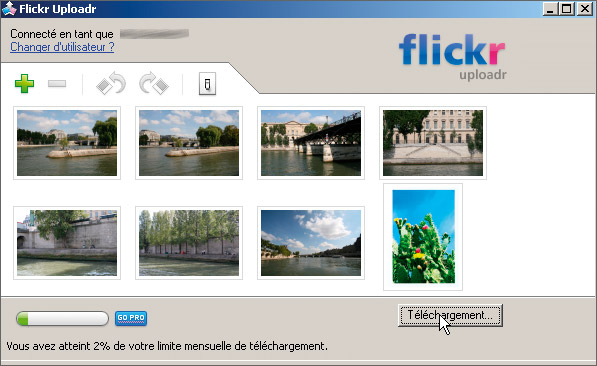 Flickr Uploadr
Connecté en tant que
Changer d'utilisateur ?
flickr
uploadr
GO PRO
Téléchargement...
Vous avez atteint 2% de votre limite mensuelle de téléchargement.